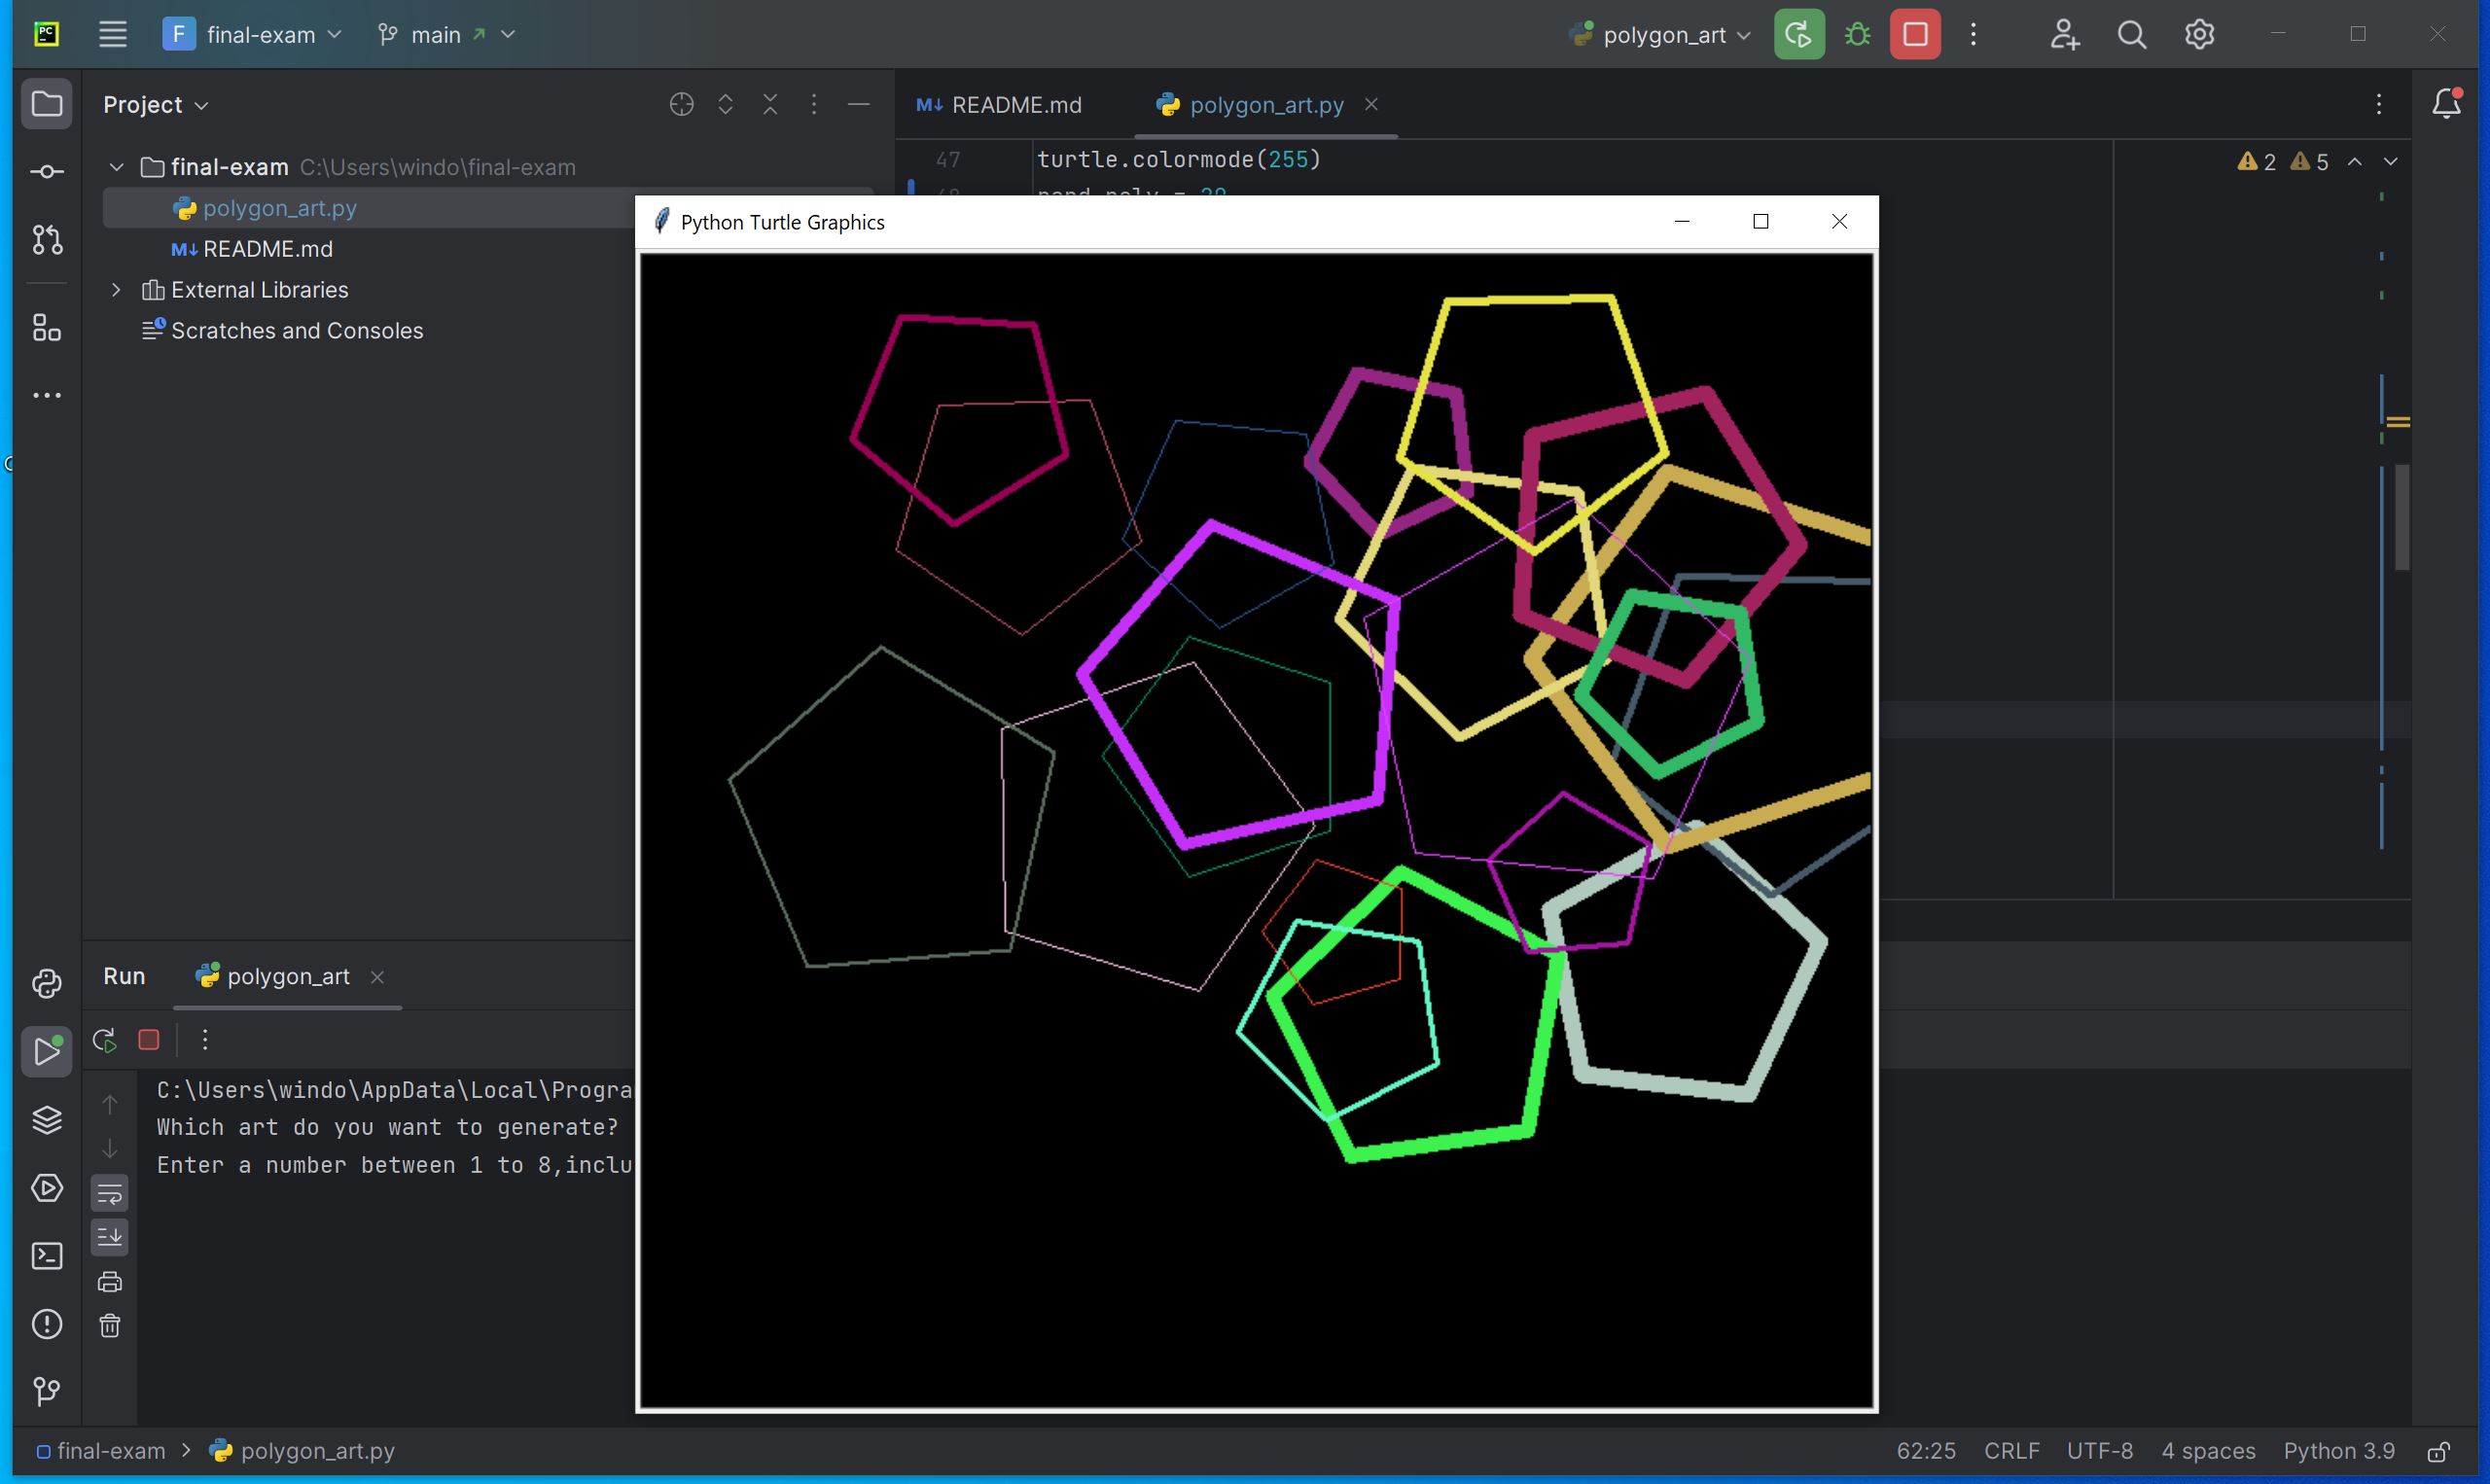 PC
F final-exam
main
polygon_art
Project
README.md
polygon_art.py
final-exam C:\Users\windo\final-exam
polygon_art.py
README.md
External Libraries
Scratches and Consoles
47 turtle.colormode(255)
2 5
Python Turtle Graphics
Run polygon_art
C:\Users\windo\AppData\Local\Progra
Which art do you want to generate?
Enter a number between 1 to 8,inclu
final-exam > polygon_art.py
62:25 CRLF UTF-8 4 spaces Python 3.9